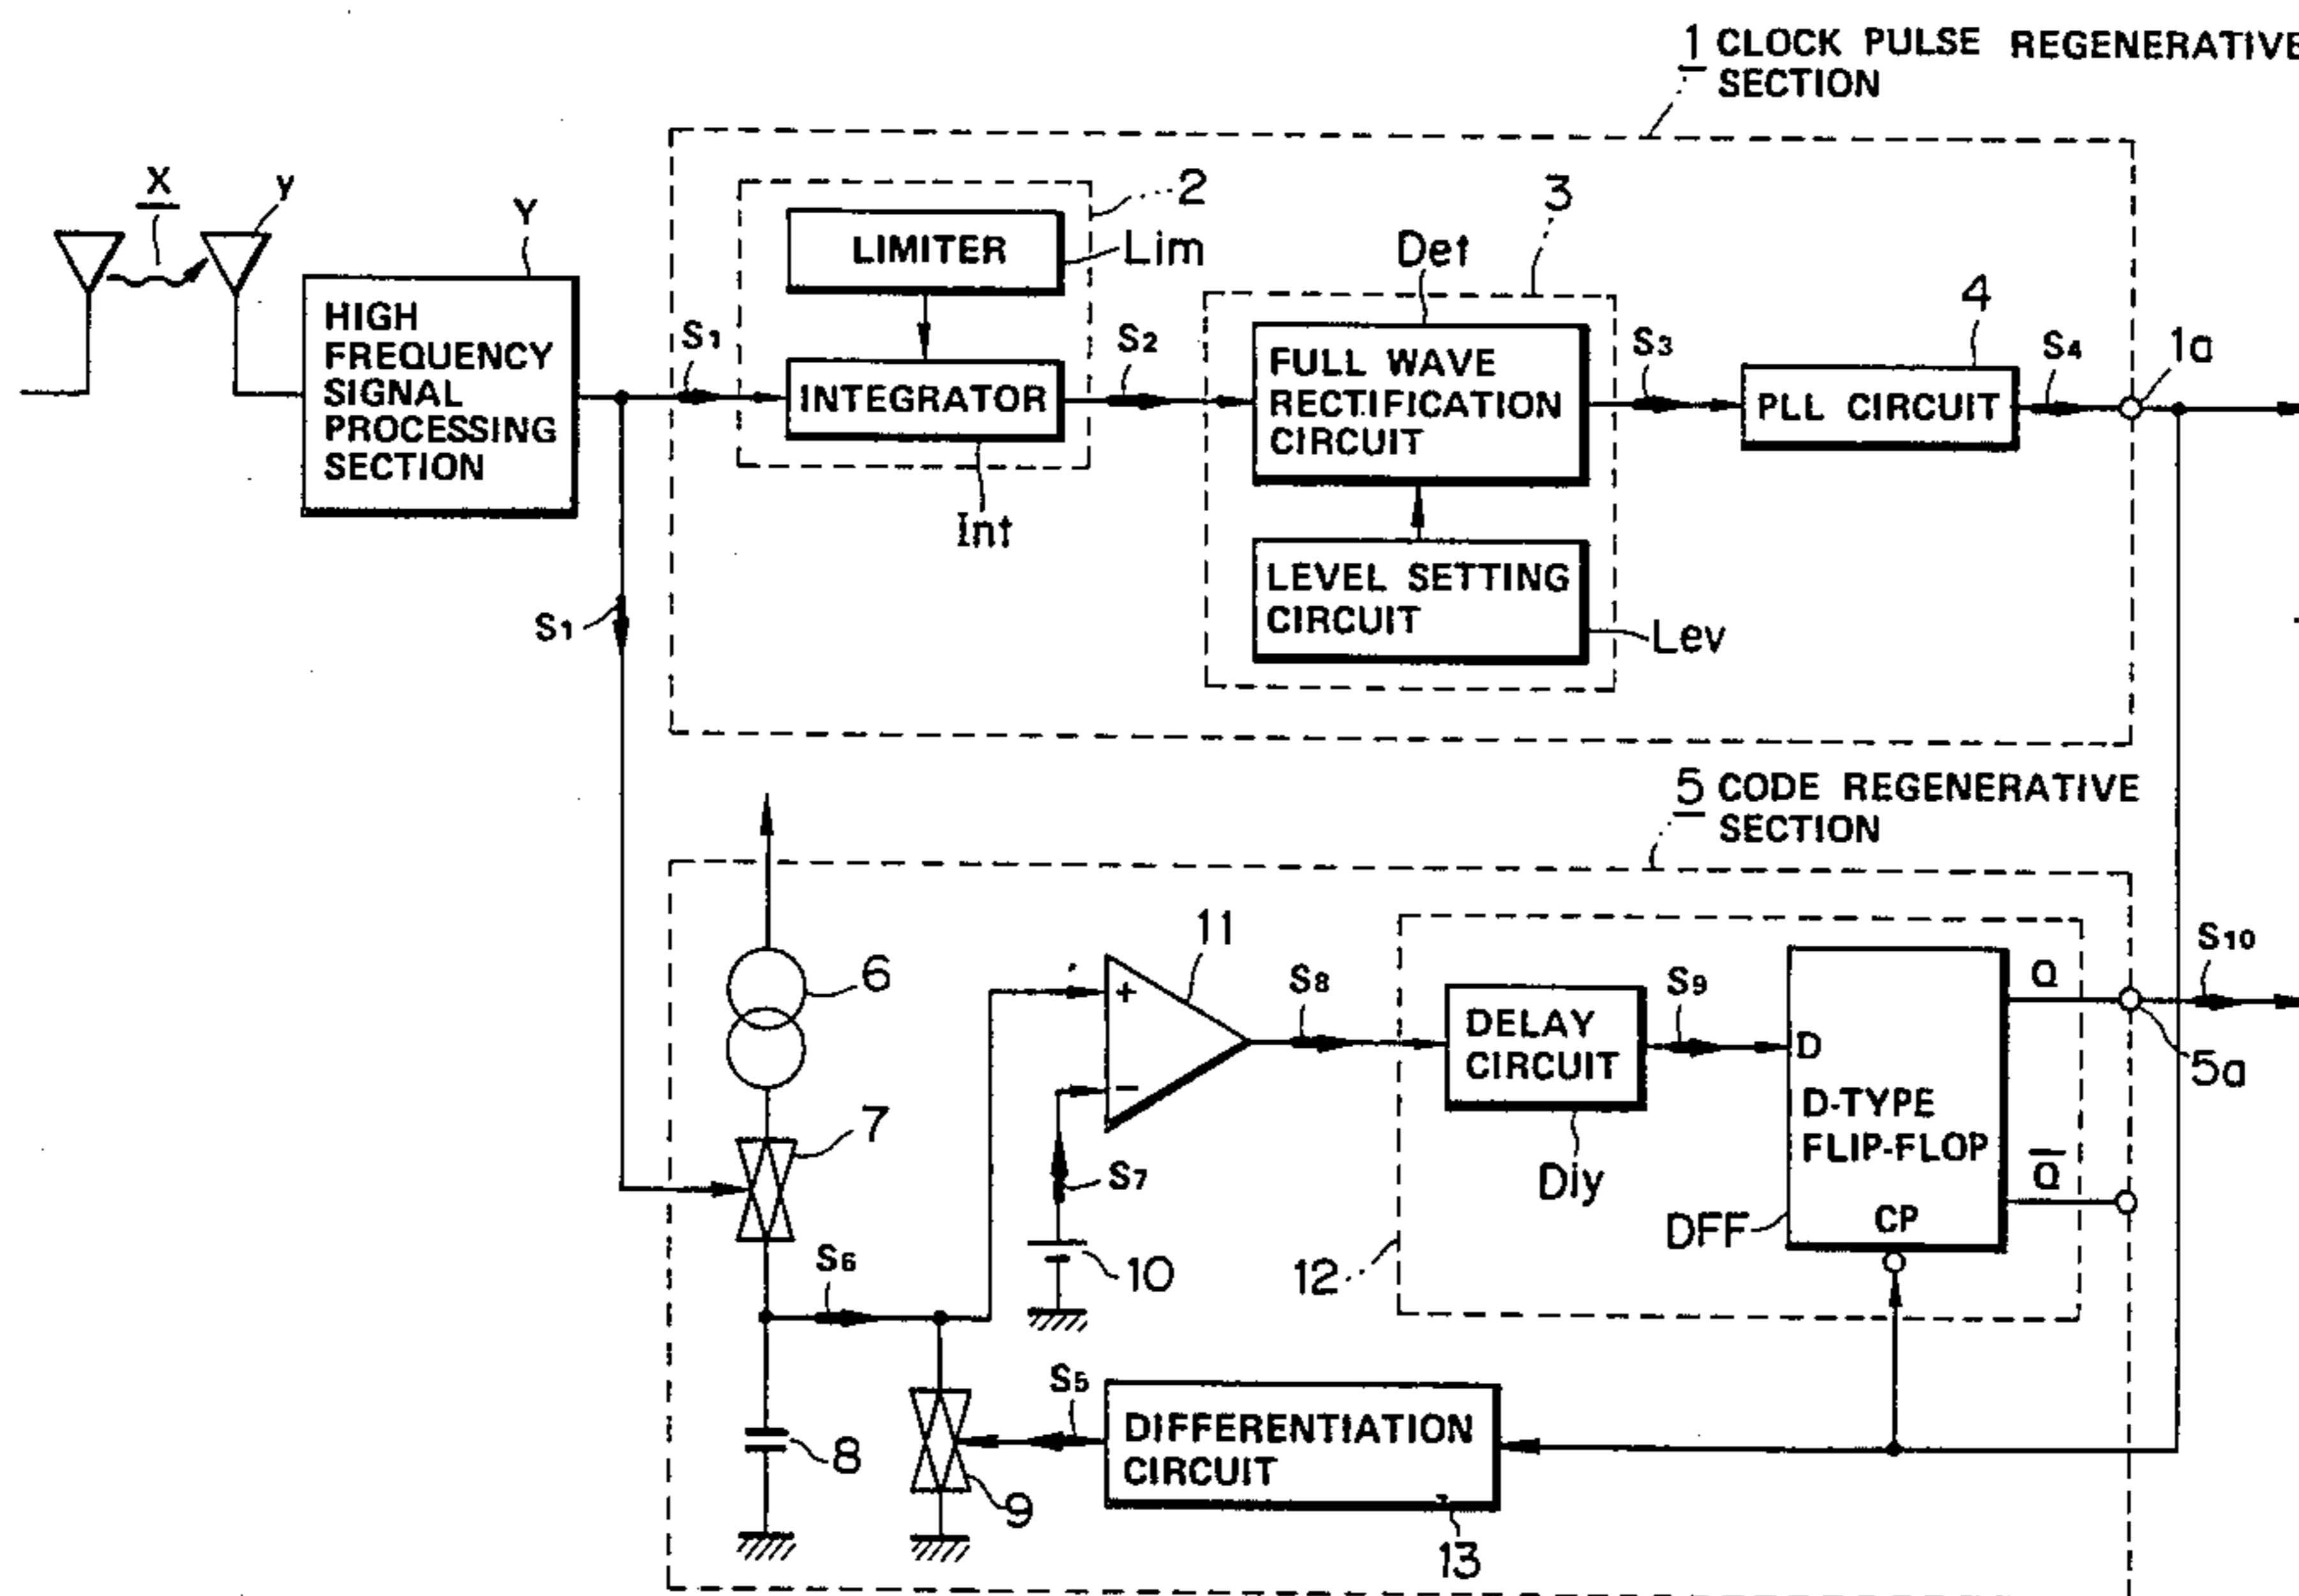 1 CLOCK PULSE REGENERATIVE
SECTION
X
y
Y
2
3
LIMITER
Lim
Det
4
HIGH
FREQUENCY
SIGNAL
PROCESSING
SECTION
S1
INTEGRATOR
S2
FULL WAVE
RECTIFICATION
CIRCUIT
S3
PLL CIRCUIT
S4
1a
Int
LEVEL SETTING
CIRCUIT
Lev
S1
5 CODE REGENERATIVE
SECTION
6
11
+
−
S8
DELAY
CIRCUIT
Dly
S9
D
D-TYPE
FLIP-FLOP
CP
DFF
Q
Q̅
S10
5a
7
S7
10
12
S6
8
9
S5
DIFFERENTIATION
CIRCUIT
13